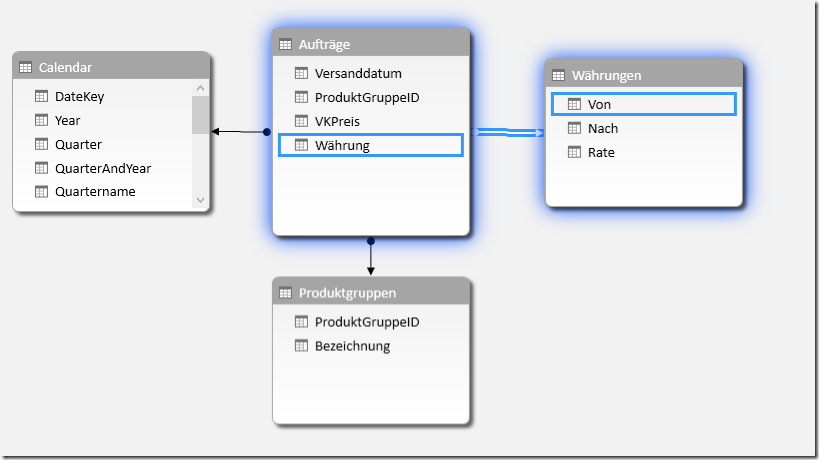 Calendar
DateKey
Year
Quarter
QuarterAndYear
Quartername
Aufträge
Versanddatum
ProduktGruppeID
VKPreis
Währung
Währungen
Von
Nach
Rate
Produktgruppen
ProduktGruppeID
Bezeichnung